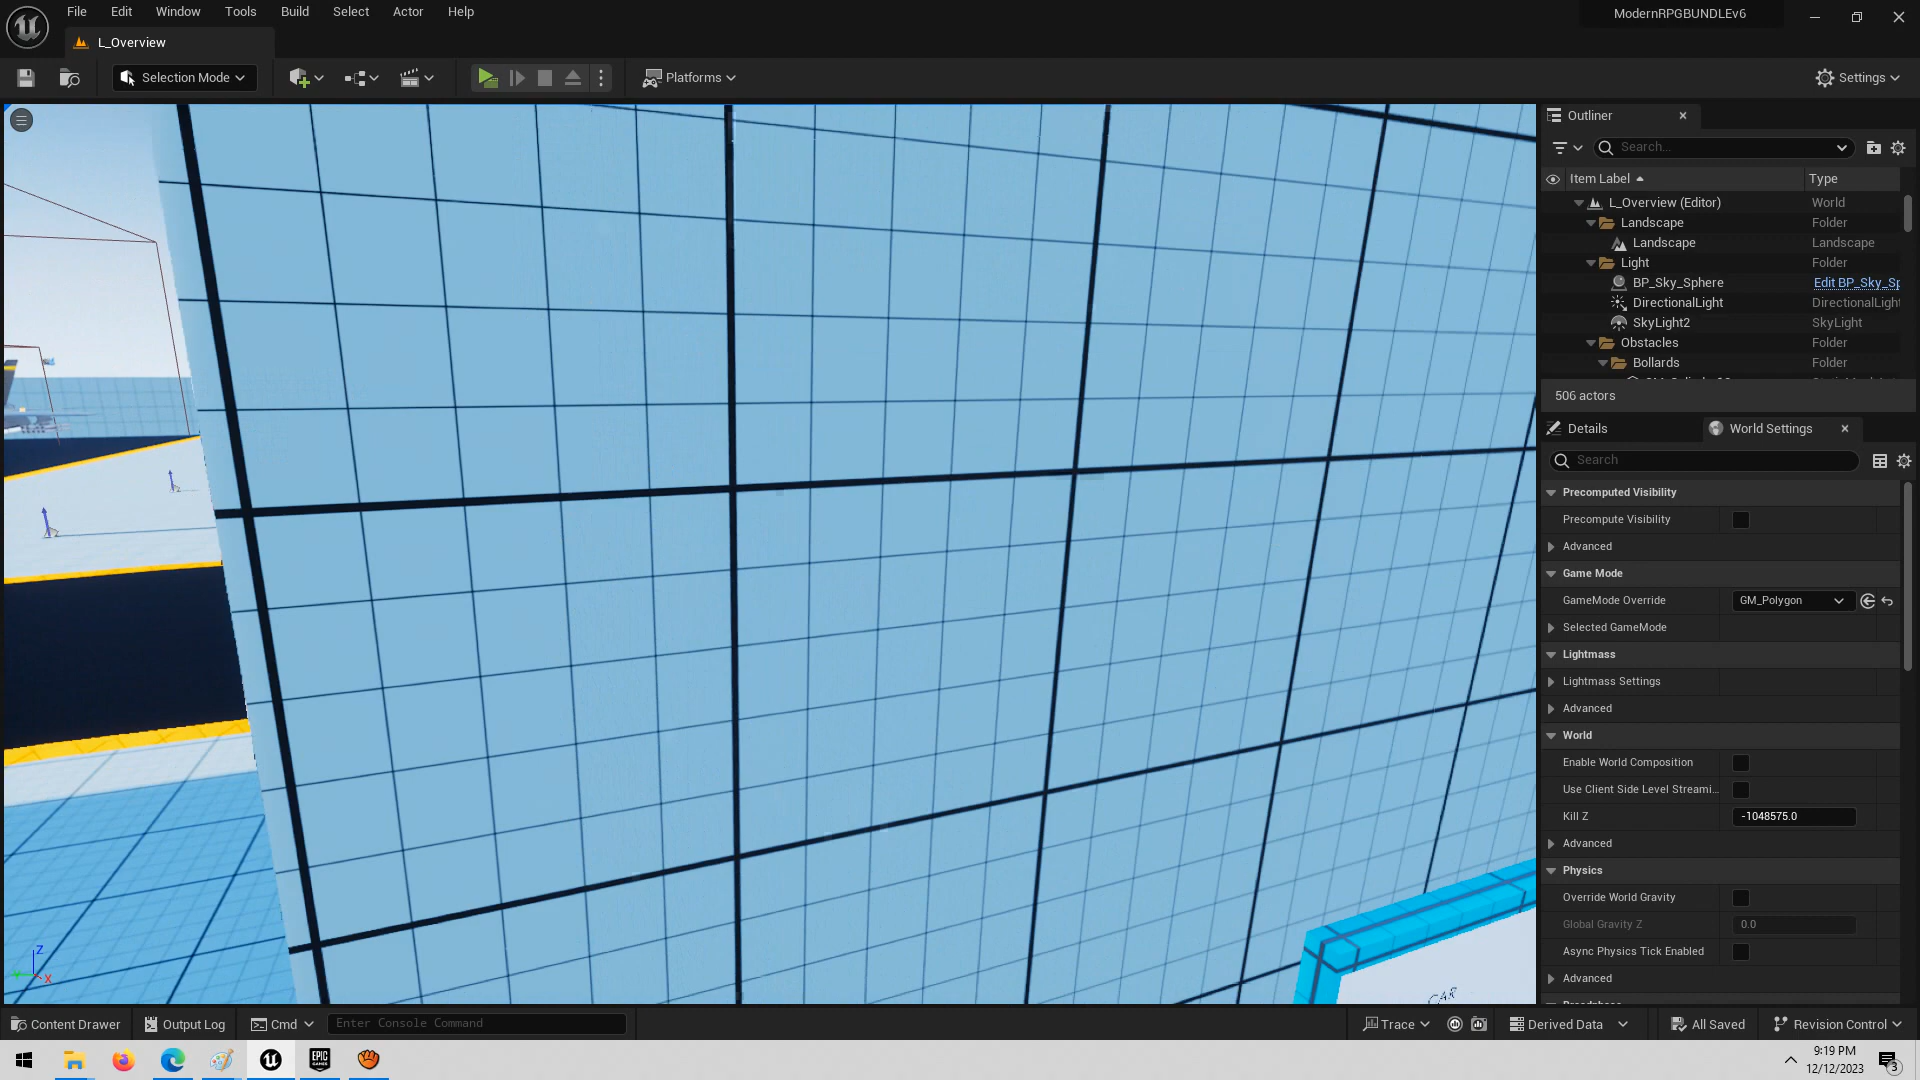 File Edit Window Tools Build Select Actor Help
ModernRPGBUNDLEv6
L_Overview
Selection Mode
Platforms
Settings
Outliner
Search...
Item Label
Type
L_Overview (Editor) World
Landscape Folder
Landscape Landscape
Light Folder
BP_Sky_Sphere Edit BP_Sky_Sp
DirectionalLight DirectionalLight
SkyLight2 SkyLight
Obstacles Folder
Bollards Folder
506 actors
Details
World Settings
Search
Precomputed Visibility
Precompute Visibility
Advanced
Game Mode
GameMode Override GM_Polygon
Selected GameMode
Lightmass
Lightmass Settings
Advanced
World
Enable World Composition
Use Client Side Level Streami...
Kill Z -1048575.0
Advanced
Physics
Override World Gravity
Global Gravity Z 0.0
Async Physics Tick Enabled
Advanced
Z
X
CAR
Content Drawer
Output Log
Cmd
Enter Console Command
Trace
Derived Data
All Saved
Revision Control
EPIC
GAMES
9:19 PM
12/12/2023
3